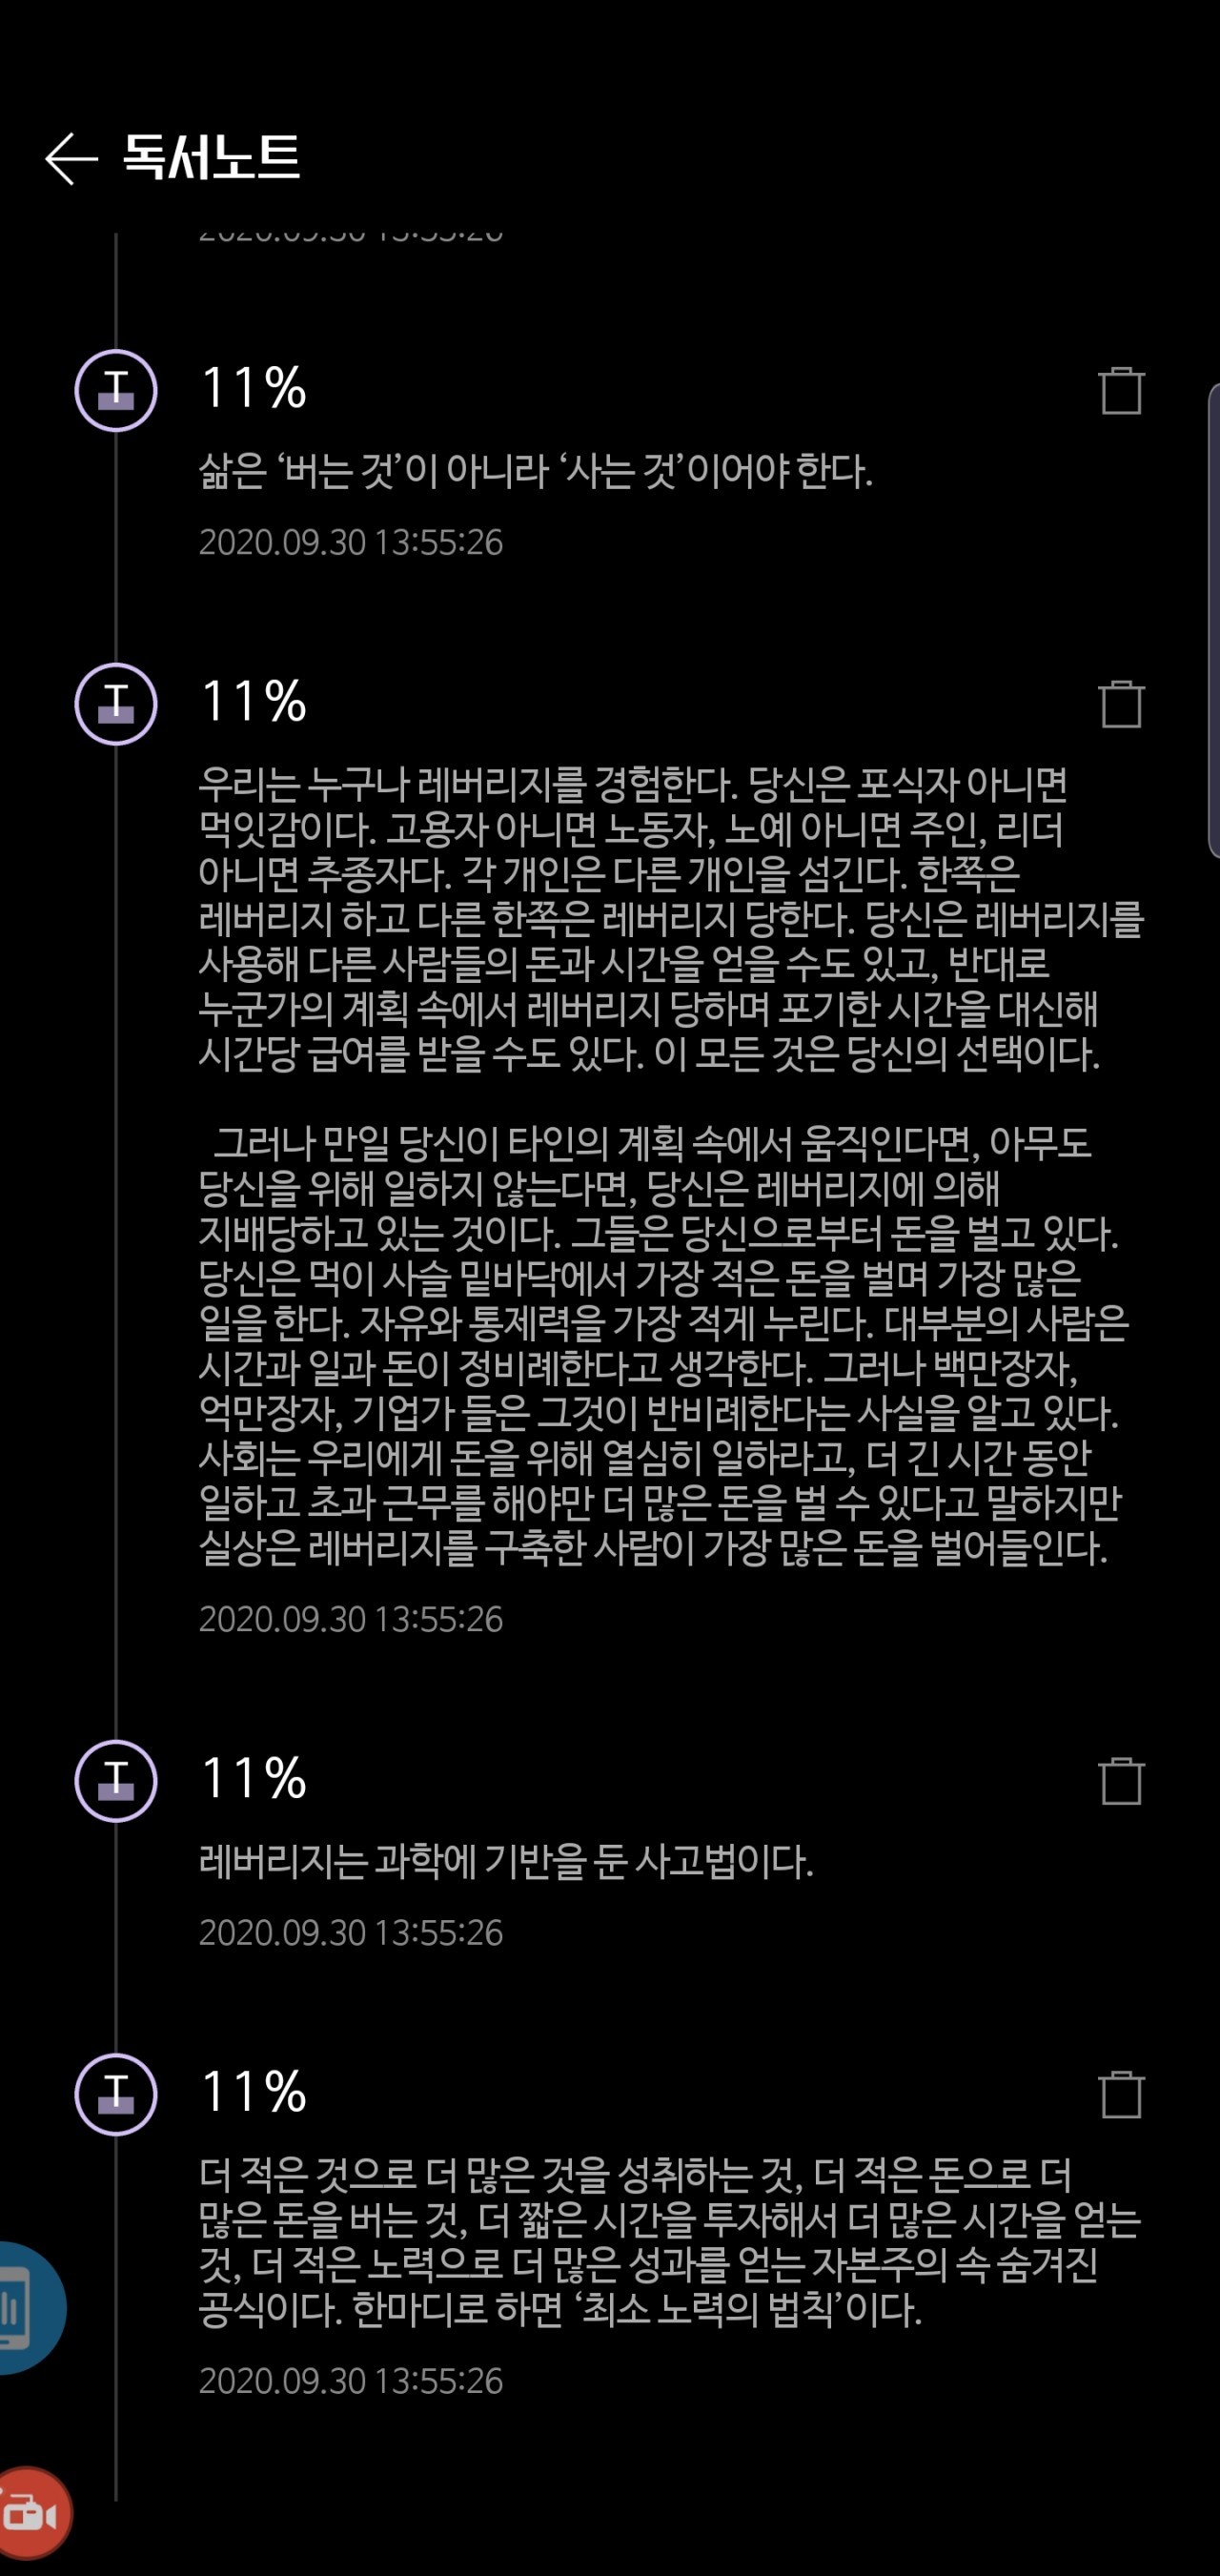 독서노트
2020.09.30 13:55:26
11%
삶은 ‘버는 것’이 아니라 ‘사는 것’이어야 한다.
2020.09.30 13:55:26
11%
우리는 누구나 레버리지를 경험한다. 당신은 포식자 아니면
먹잇감이다. 고용자 아니면 노동자, 노예 아니면 주인, 리더
아니면 추종자다. 각 개인은 다른 개인을 섬긴다. 한쪽은
레버리지 하고 다른 한쪽은 레버리지 당한다. 당신은 레버리지를
사용해 다른 사람들의 돈과 시간을 얻을 수도 있고, 반대로
누군가의 계획 속에서 레버리지 당하며 포기한 시간을 대신해
시간당 급여를 받을 수도 있다. 이 모든 것은 당신의 선택이다.
그러나 만일 당신이 타인의 계획 속에서 움직인다면, 아무도
당신을 위해 일하지 않는다면, 당신은 레버리지에 의해
지배당하고 있는 것이다. 그들은 당신으로부터 돈을 벌고 있다.
당신은 먹이 사슬 밑바닥에서 가장 적은 돈을 벌며 가장 많은
일을 한다. 자유와 통제력을 가장 적게 누린다. 대부분의 사람은
시간과 일과 돈이 정비례한다고 생각한다. 그러나 백만장자,
억만장자, 기업가 들은 그것이 반비례한다는 사실을 알고 있다.
사회는 우리에게 돈을 위해 열심히 일하라고, 더 긴 시간 동안
일하고 초과 근무를 해야만 더 많은 돈을 벌 수 있다고 말하지만
실상은 레버리지를 구축한 사람이 가장 많은 돈을 벌어들인다.
2020.09.30 13:55:26
11%
레버리지는 과학에 기반을 둔 사고법이다.
2020.09.30 13:55:26
11%
더 적은 것으로 더 많은 것을 성취하는 것, 더 적은 돈으로 더
많은 돈을 버는 것, 더 짧은 시간을 투자해서 더 많은 시간을 얻는
것, 더 적은 노력으로 더 많은 성과를 얻는 자본주의 속 숨겨진
공식이다. 한마디로 하면 ‘최소 노력의 법칙’이다.
2020.09.30 13:55:26